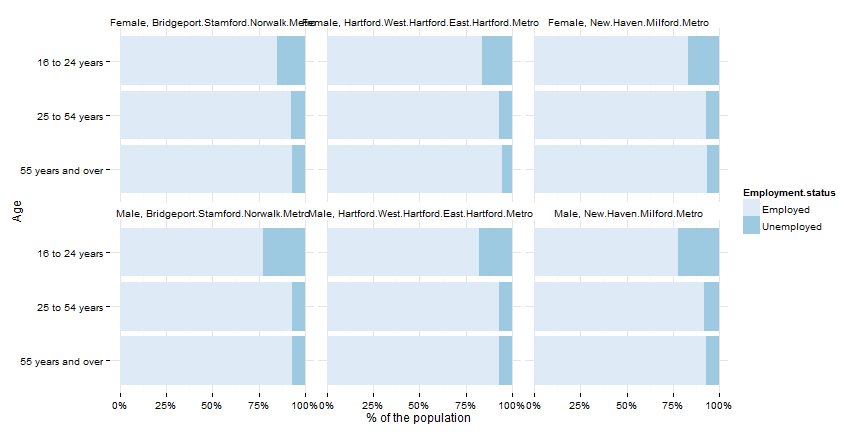 Female, Bridgeport.Stamford.Norwalk.Metro
Female, Hartford.West.Hartford.East.Hartford.Metro
Female, New.Haven.Milford.Metro
16 to 24 years
25 to 54 years
55 years and over
Age
Male, Bridgeport.Stamford.Norwalk.Metro
Male, Hartford.West.Hartford.East.Hartford.Metro
Male, New.Haven.Milford.Metro
16 to 24 years
25 to 54 years
55 years and over
0% 25% 50% 75% 100%
0% 25% 50% 75% 100%
0% 25% 50% 75% 100%
% of the population
Employment.status
Employed
Unemployed